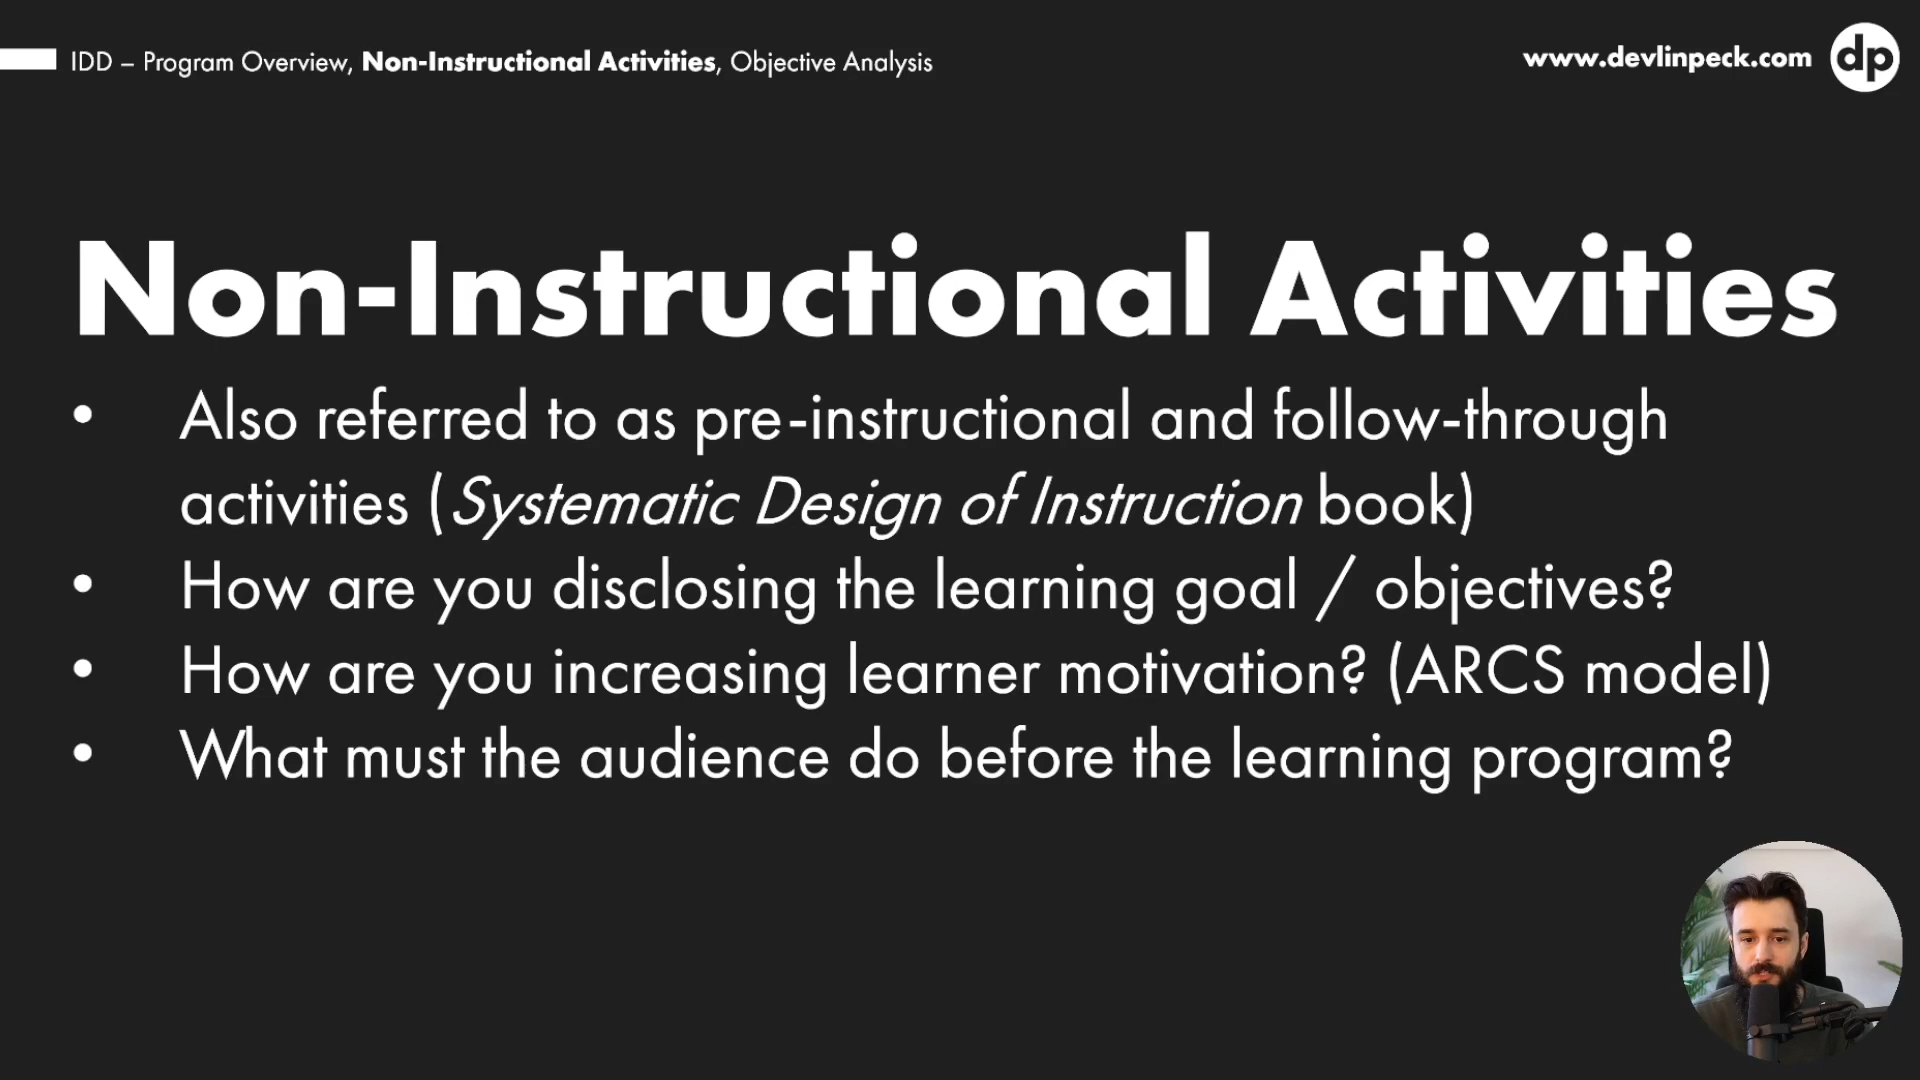 IDD – Program Overview, Non-Instructional Activities, Objective Analysis
www.devlinpeck.com dp
Non-Instructional Activities
• Also referred to as pre-instructional and follow-through
activities (Systematic Design of Instruction book)
• How are you disclosing the learning goal / objectives?
• How are you increasing learner motivation? (ARCS model)
• What must the audience do before the learning program?